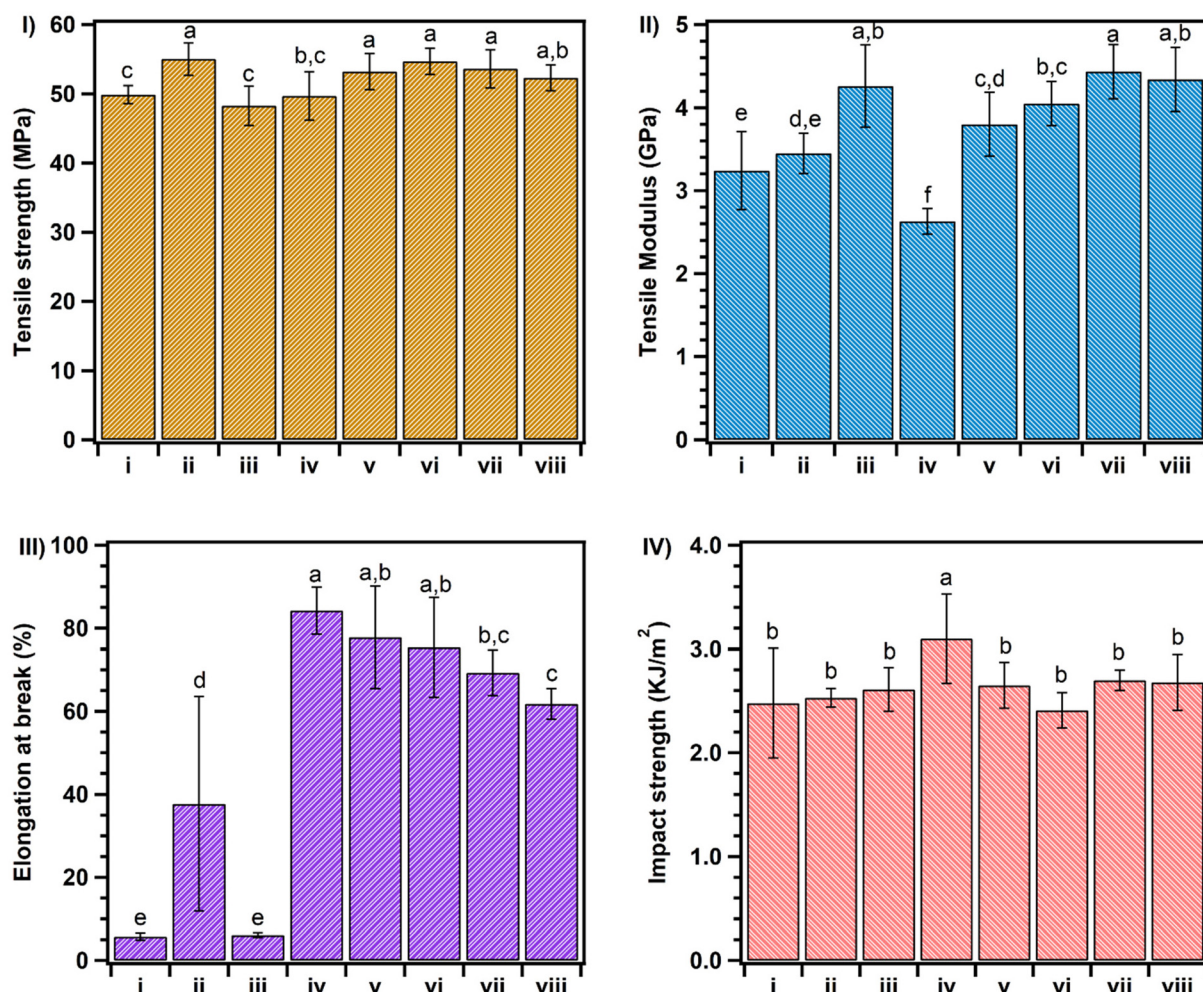 I)
Tensile strength (MPa)
60
50
40
30
20
10
0
c
a
c
b,c
a
a
a
a,b
i ii iii iv v vi vii viii
II)
Tensile Modulus (GPa)
5
4
3
2
1
0
e
d,e
a,b
f
c,d
b,c
a
a,b
i ii iii iv v vi vii viii
III)
Elongation at break (%)
100
80
60
40
20
0
e
d
e
a
a,b
a,b
b,c
c
i ii iii iv v vi vii viii
IV)
Impact strength (KJ/m²)
4.0
3.0
2.0
1.0
0.0
b
b
b
a
b
b
b
b
i ii iii iv v vi vii viii